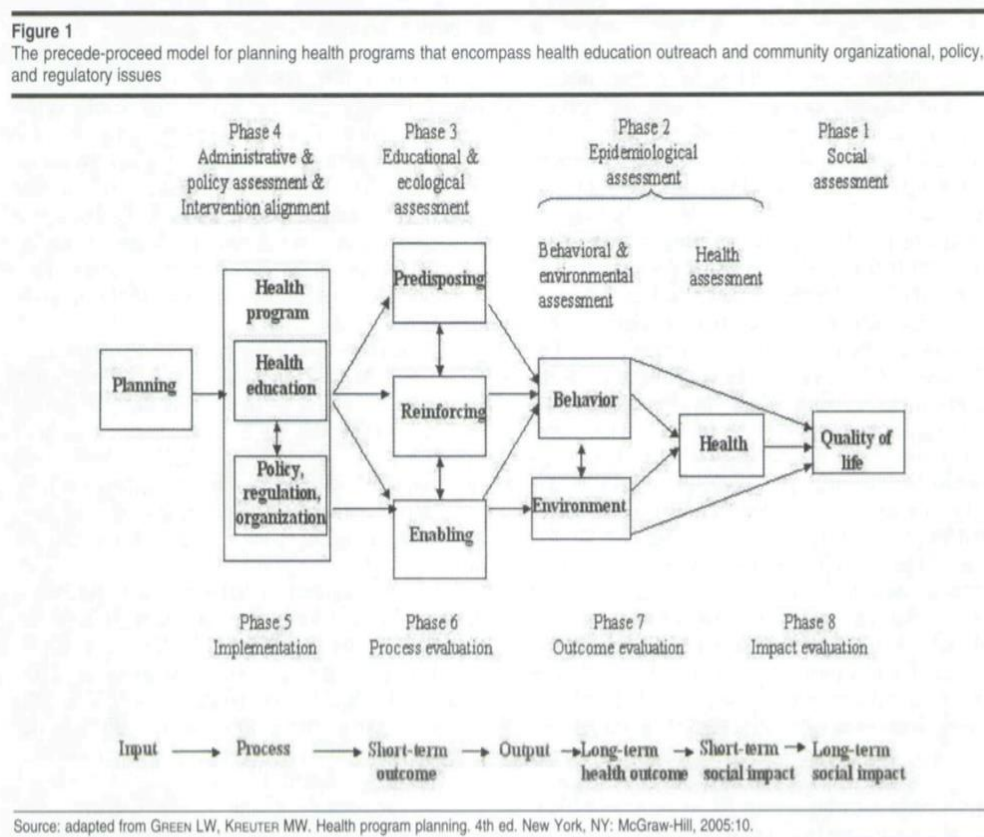 Figure 1
The precede-proceed model for planning health programs that encompass health education outreach and community organizational, policy,
and regulatory issues
Phase 4
Administrative &
policy assessment &
Intervention alignment
Phase 3
Educational &
ecological
assessment
Phase 2
Epidemiological
assessment
Phase 1
Social
assessment
Behavioral &
environmental
assessment
Health
assessment
Planning
Health
program
Health
education
Policy,
regulation,
organization
Predisposing
Reinforcing
Enabling
Behavior
Environment
Health
Quality of
life
Phase 5
Implementation
Phase 6
Process evaluation
Phase 7
Outcome evaluation
Phase 8
Impact evaluation
Input
Process
Short-term
outcome
Output
Long-term
health outcome
Short-term
social impact
Long-term
social impact
Source: adapted from GREEN LW, KREUTER MW. Health program planning. 4th ed. New York, NY: McGraw-Hill, 2005:10.